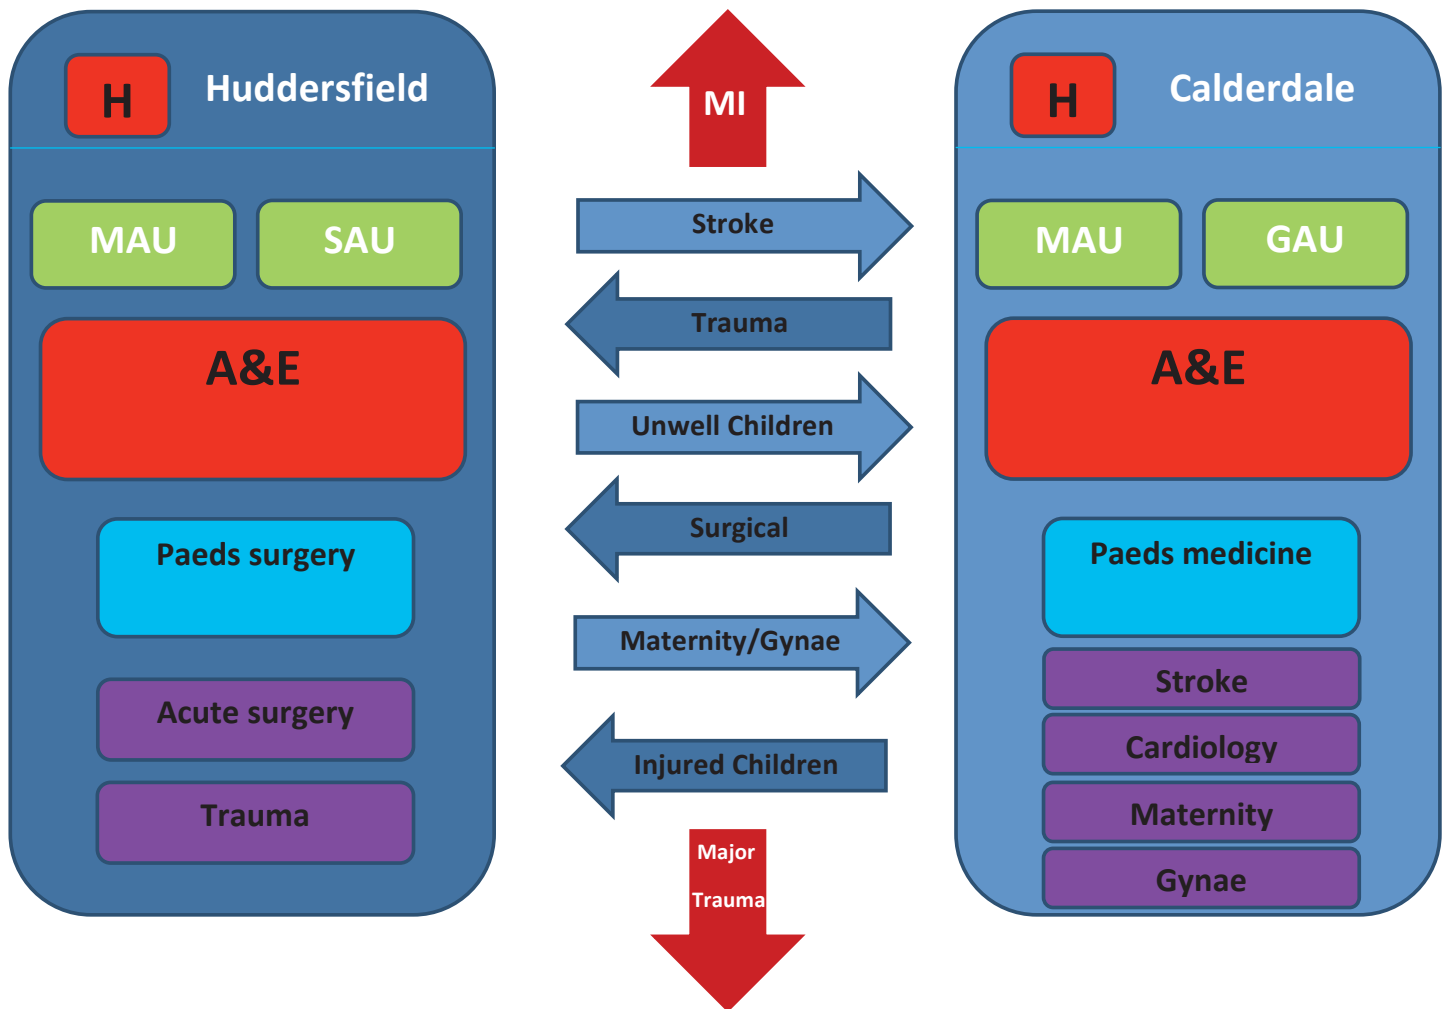 H
Huddersfield
MAU
SAU
A&E
Paeds surgery
Acute surgery
Trauma
MI
Stroke
Trauma
Unwell Children
Surgical
Maternity/Gynae
Injured Children
Major
Trauma
H
Calderdale
MAU
GAU
A&E
Paeds medicine
Stroke
Cardiology
Maternity
Gynae